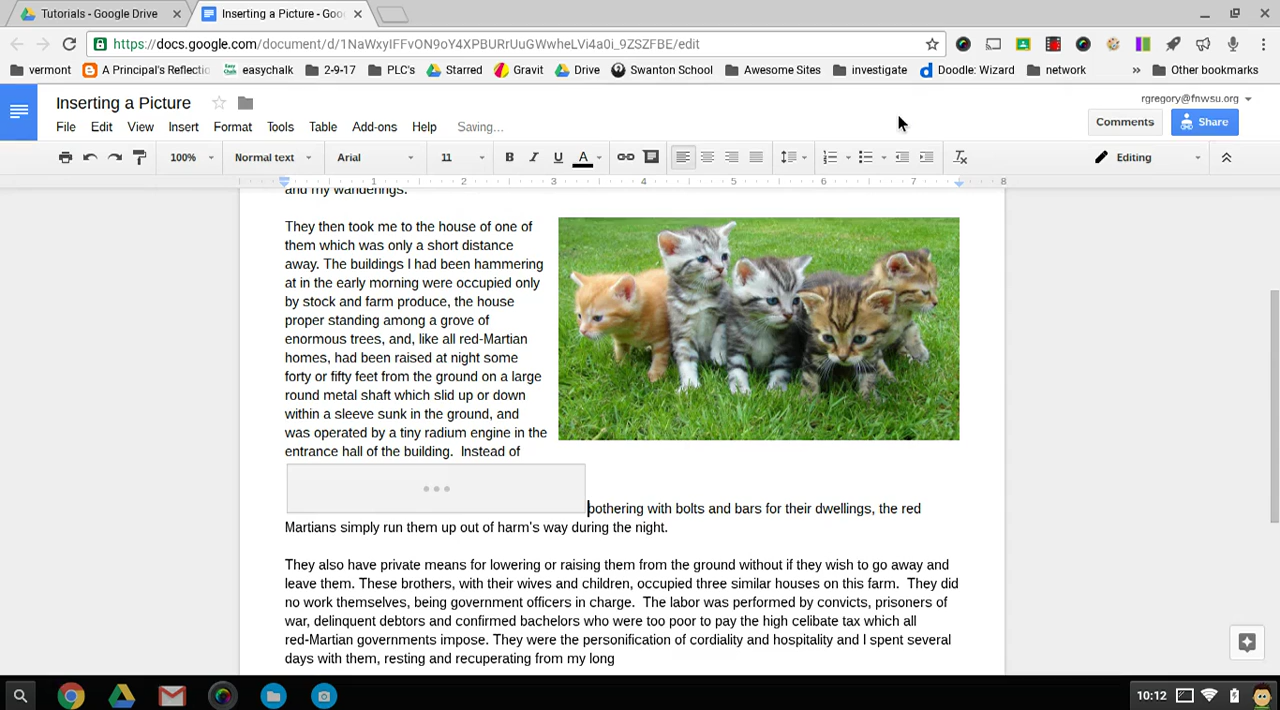 Tutorials - Google Drive
Inserting a Picture - Goo
https://docs.google.com/document/d/1NaWxyIFFvON9oY4XPBURrUuGWwheLVi4a0i_9ZSZFBE/edit
vermont
A Principal's Reflectio
easychalk
2-9-17
PLC's
Starred
Gravit
Drive
Swanton School
Awesome Sites
investigate
Doodle: Wizard
network
Other bookmarks
Inserting a Picture
rgregory@fnwsu.org
Comments
Share
File Edit View Insert Format Tools Table Add-ons Help Saving...
100% Normal text Arial 11 B I U A Editing
1 2 3 4 5 6 7 8
and my wanderings.
They then took me to the house of one of
them which was only a short distance
away. The buildings I had been hammering
at in the early morning were occupied only
by stock and farm produce, the house
proper standing among a grove of
enormous trees, and, like all red-Martian
homes, had been raised at night some
forty or fifty feet from the ground on a large
round metal shaft which slid up or down
within a sleeve sunk in the ground, and
was operated by a tiny radium engine in the
entrance hall of the building.  Instead of
bothering with bolts and bars for their dwellings, the red
Martians simply run them up out of harm's way during the night.
They also have private means for lowering or raising them from the ground without if they wish to go away and
leave them. These brothers, with their wives and children, occupied three similar houses on this farm.  They did
no work themselves, being government officers in charge.  The labor was performed by convicts, prisoners of
war, delinquent debtors and confirmed bachelors who were too poor to pay the high celibate tax which all
red-Martian governments impose. They were the personification of cordiality and hospitality and I spent several
days with them, resting and recuperating from my long
10:12